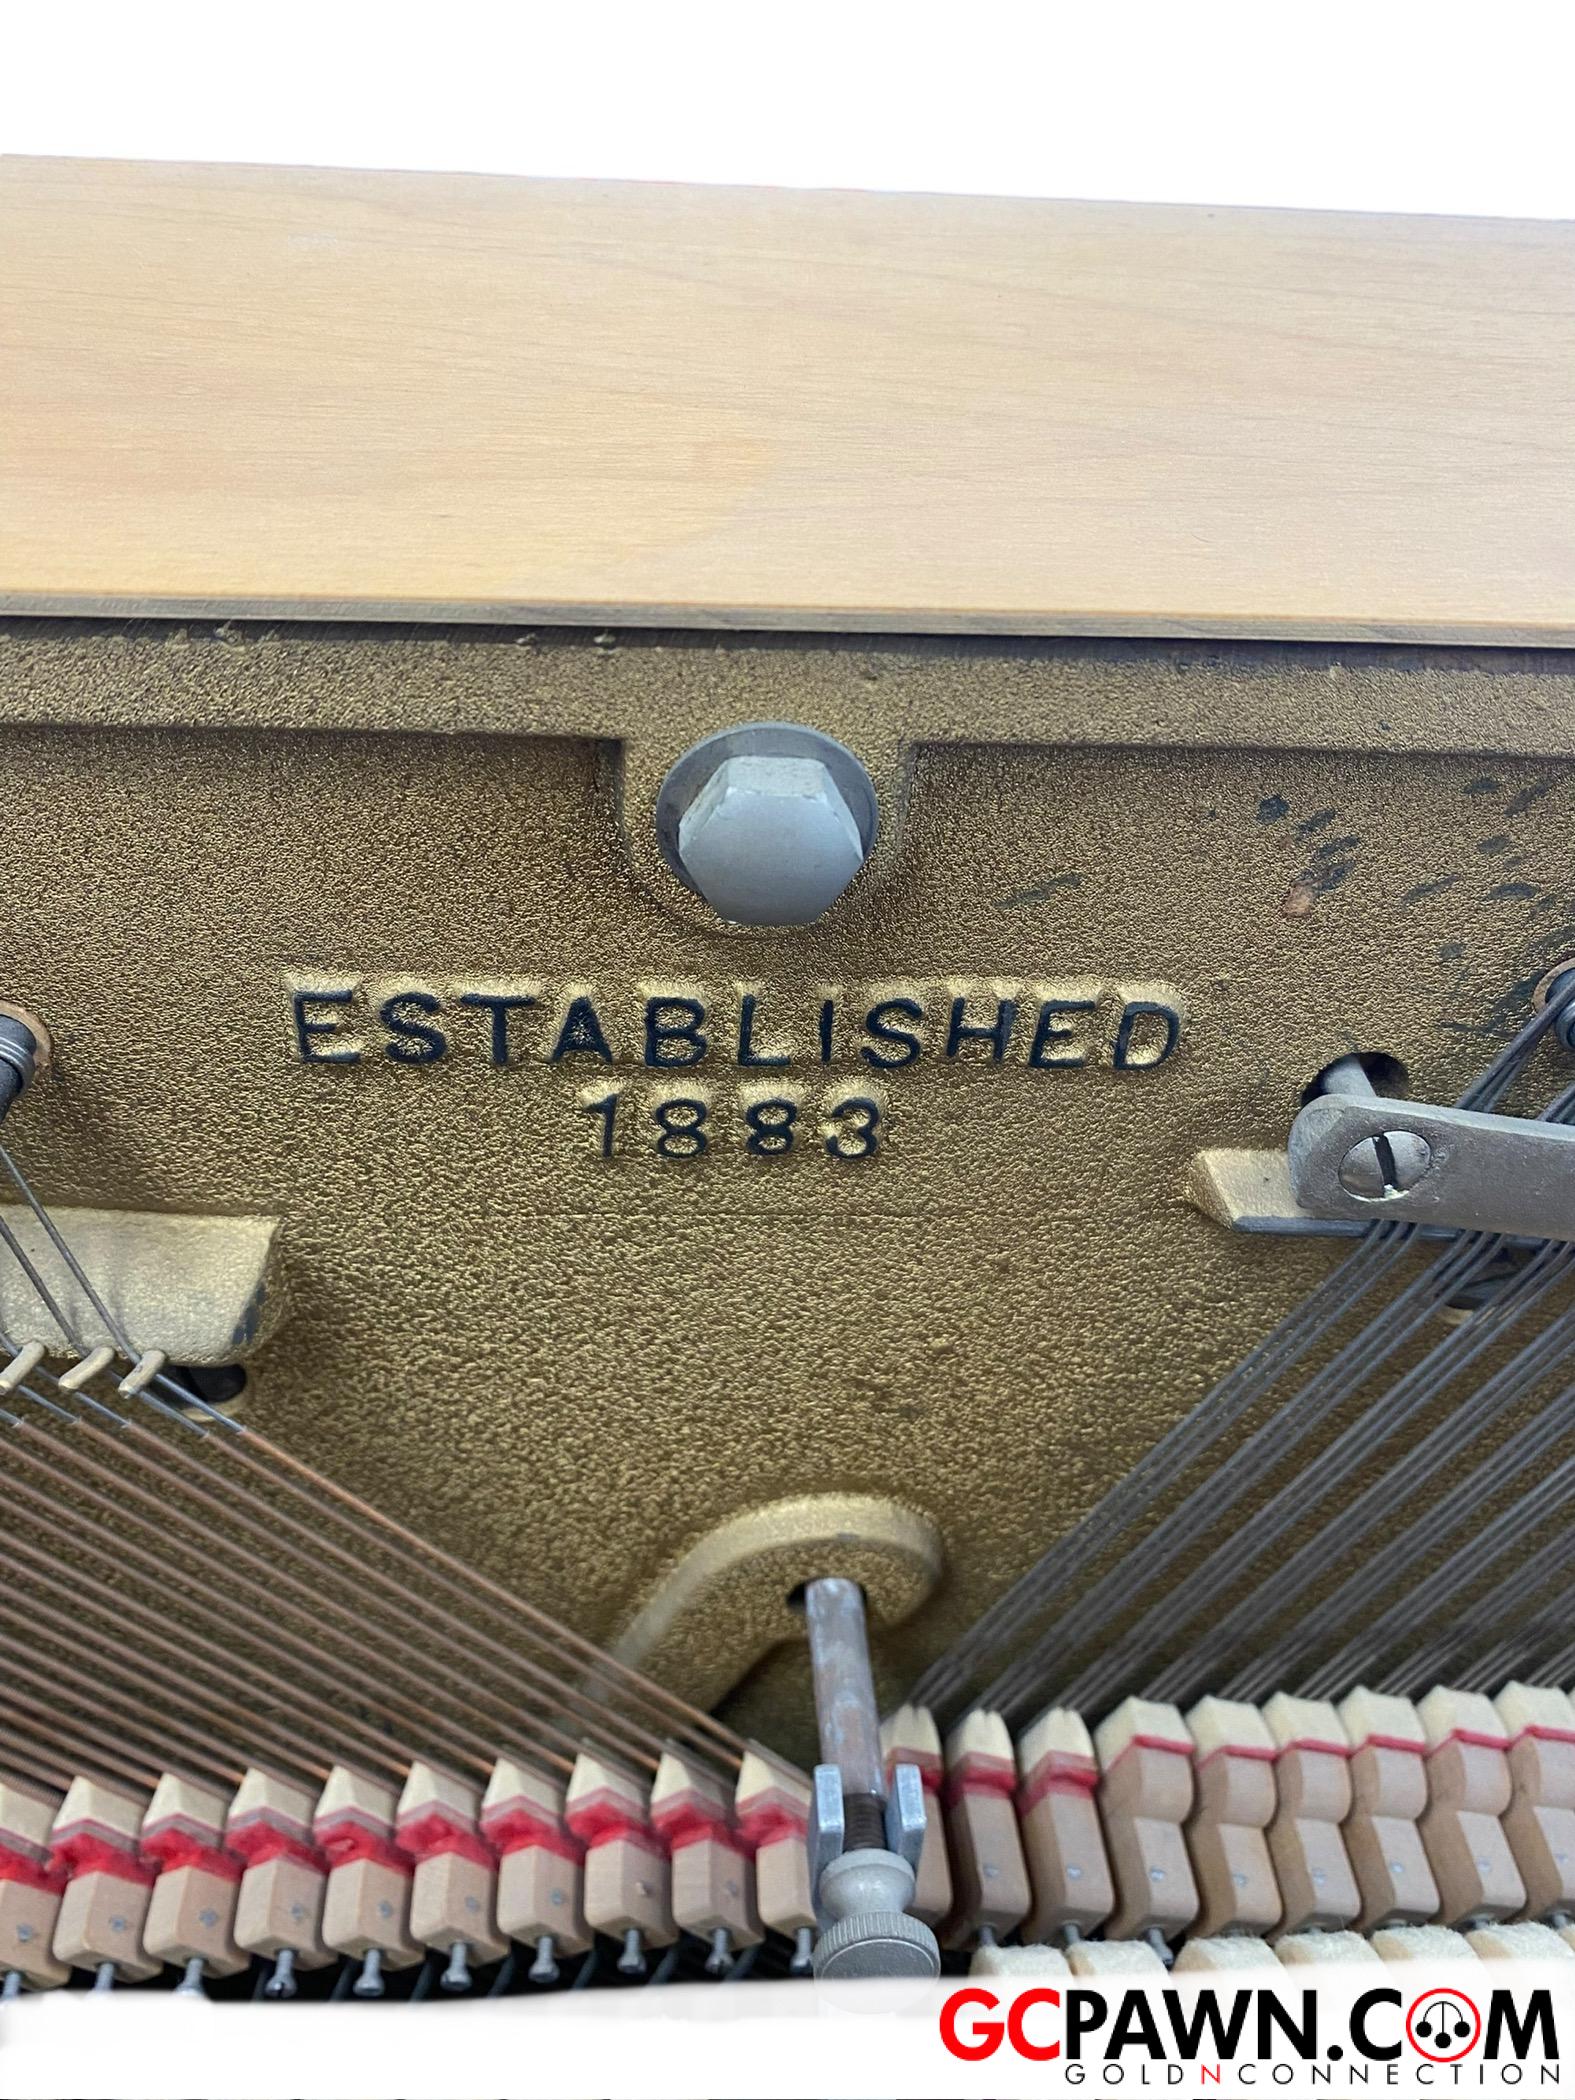 ESTABLISHED
1883
GCPAWN.COM
GOLDNCONNECTION